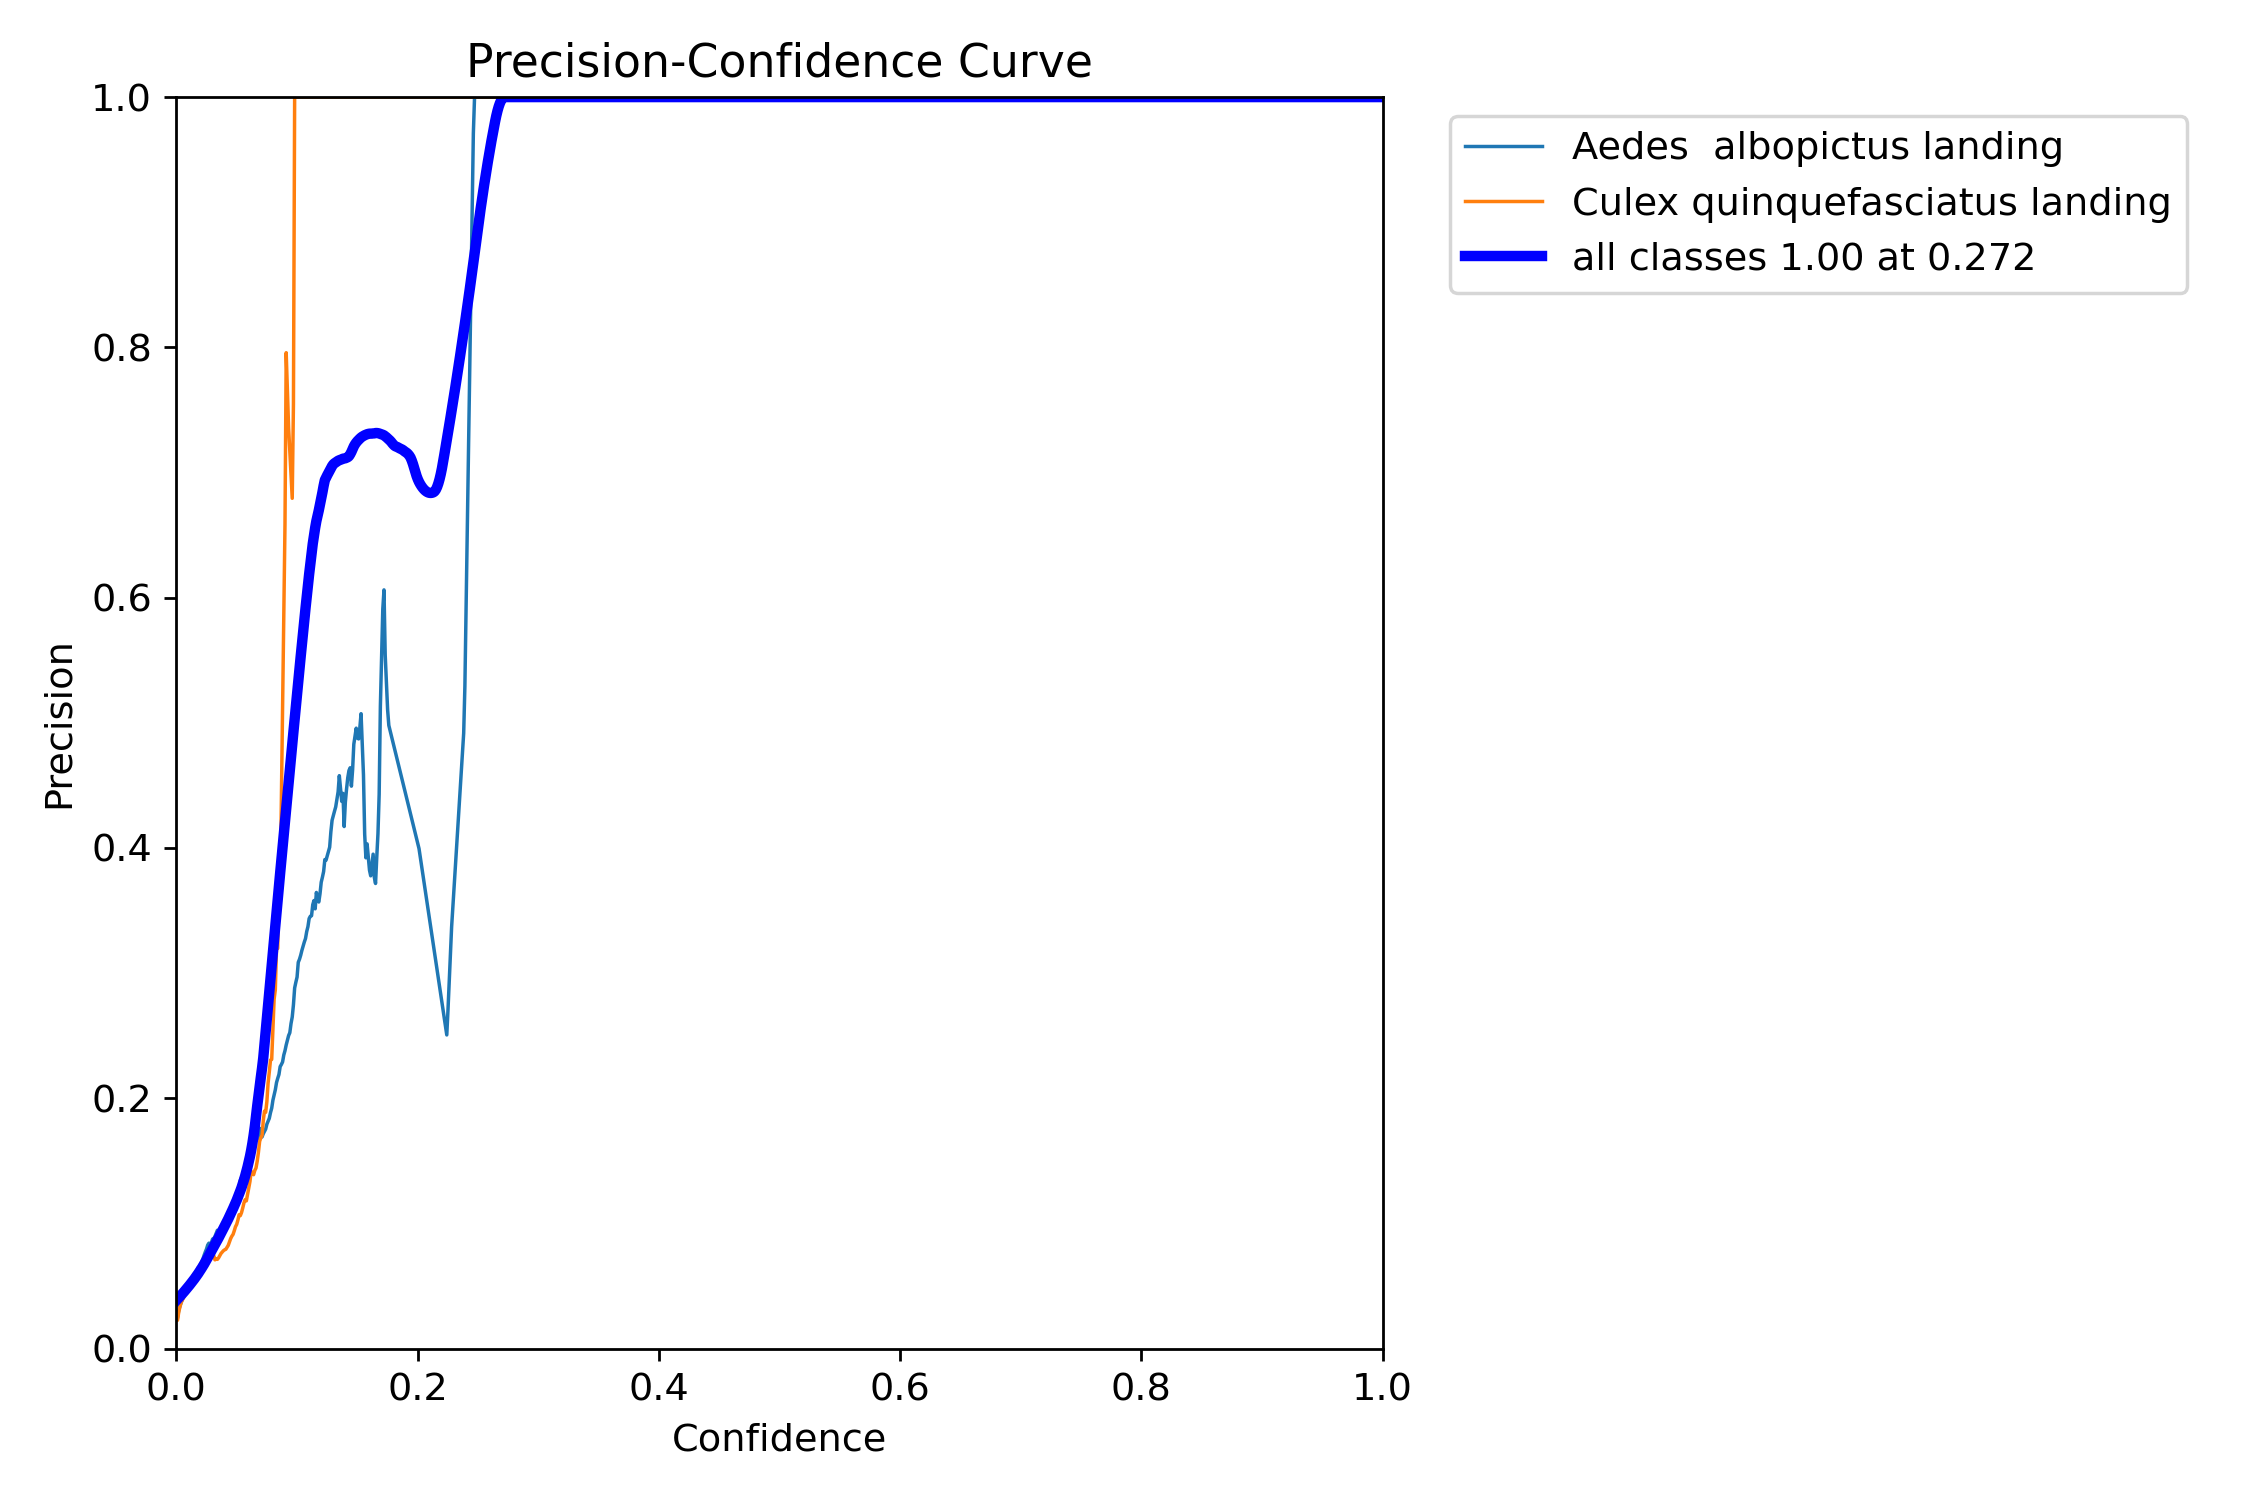 Precision-Confidence Curve
1.0
0.8
0.6
0.4
0.2
0.0
Precision
0.0 0.2 0.4 0.6 0.8 1.0
Confidence
Aedes  albopictus landing
Culex quinquefasciatus landing
all classes 1.00 at 0.272